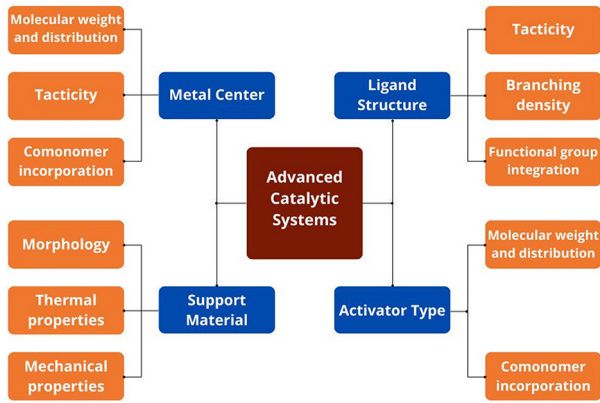 Molecular weight
and distribution
Tacticity
Comonomer
incorporation
Metal Center
Morphology
Thermal
properties
Mechanical
properties
Support
Material
Advanced
Catalytic
Systems
Ligand
Structure
Tacticity
Branching
density
Functional group
integration
Activator Type
Molecular weight
and distribution
Comonomer
incorporation